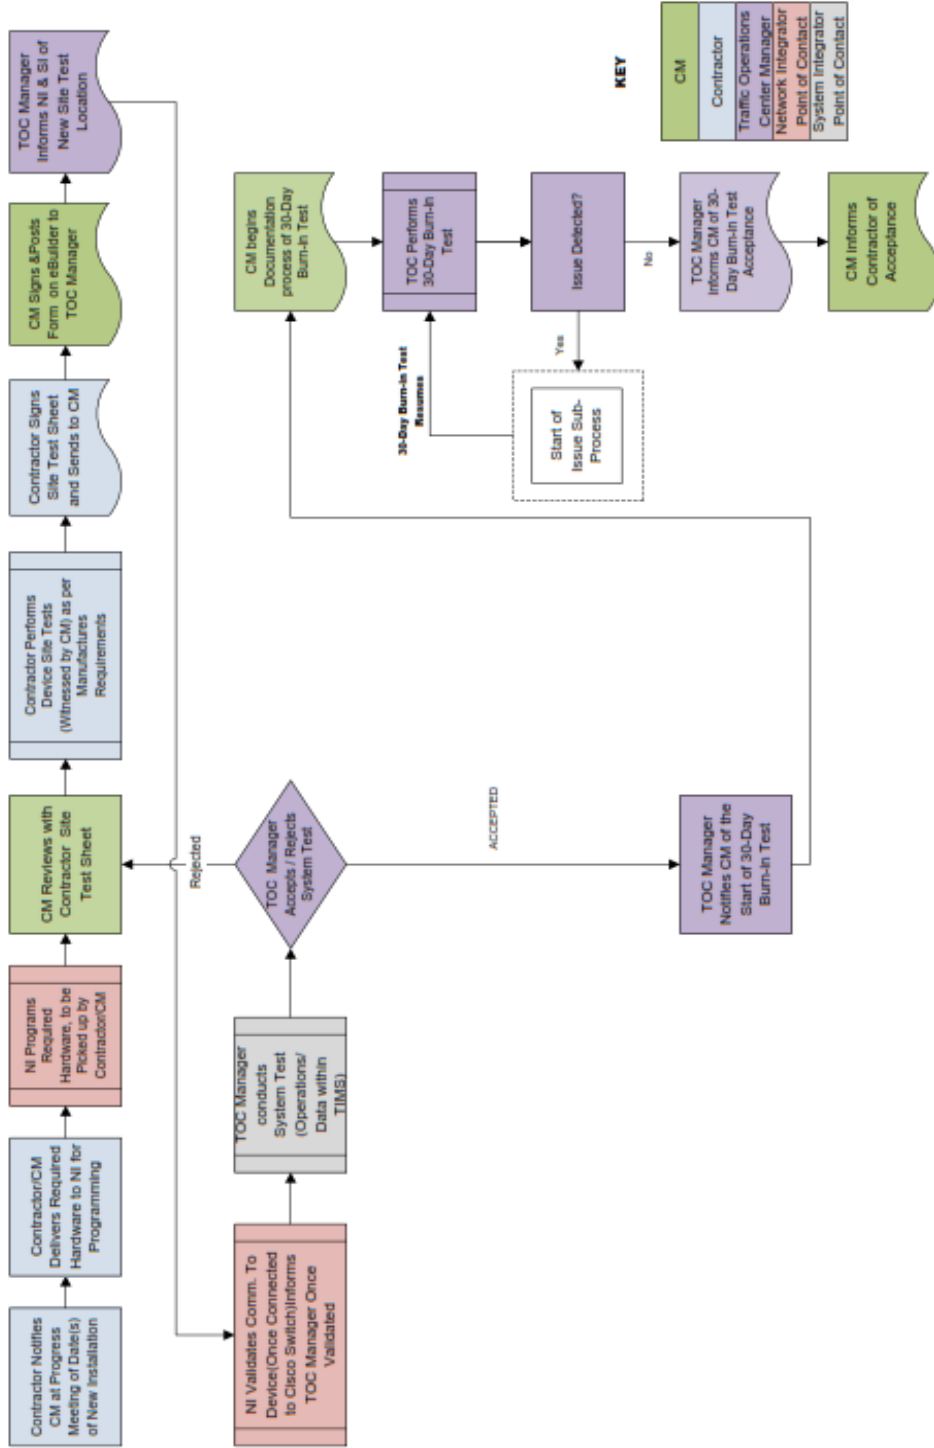 Contractor Notifies
CM at Progress
Meeting of Date(s)
of New Installation
Contractor/CM
Delivers Required
Hardware to NI for
Programming
NI Programs
Required
Hardware, to be
Picked up by
Contractor/CM
CM Reviews with
Contractor Site
Test Sheet
Contractor Performs
Device Site Tests
(Witnessed by CM) as per
Manufactures
Requirements
Contractor Signs
Site Test Sheet
and Sends to CM
CM Signs &Posts
Form on eBuilder to
TOC Manager
TOC Manager
Informs NI & SI of
New Site Test
Location
NI Validates Comm. To
Device(Once Connected
to Cisco Switch)Informs
TOC Manager Once
Validated
TOC Manager
conducts
System Test
(Operations/
Data within
TIMS)
TOC Manager
Accepts / Rejects
System Test
Rejected
ACCEPTED
TOC Manager
Notifies CM of the
Start of 30-Day
Burn-In Test
CM begins
Documentation
process of 30-Day
Burn-In Test
TOC Performs
30-Day Burn-In
Test
Issue Detected?
Yes
Start of
Issue Sub-
Process
30-Day Burn-In Test
Resumes
No
TOC Manager
Informs CM of 30-
Day Burn-In Test
Acceptance
CM Informs
Contractor of
Acceptance
KEY
CM
Contractor
Traffic Operations
Center Manager
Network Integrator
Point of Contact
System Integrator
Point of Contact